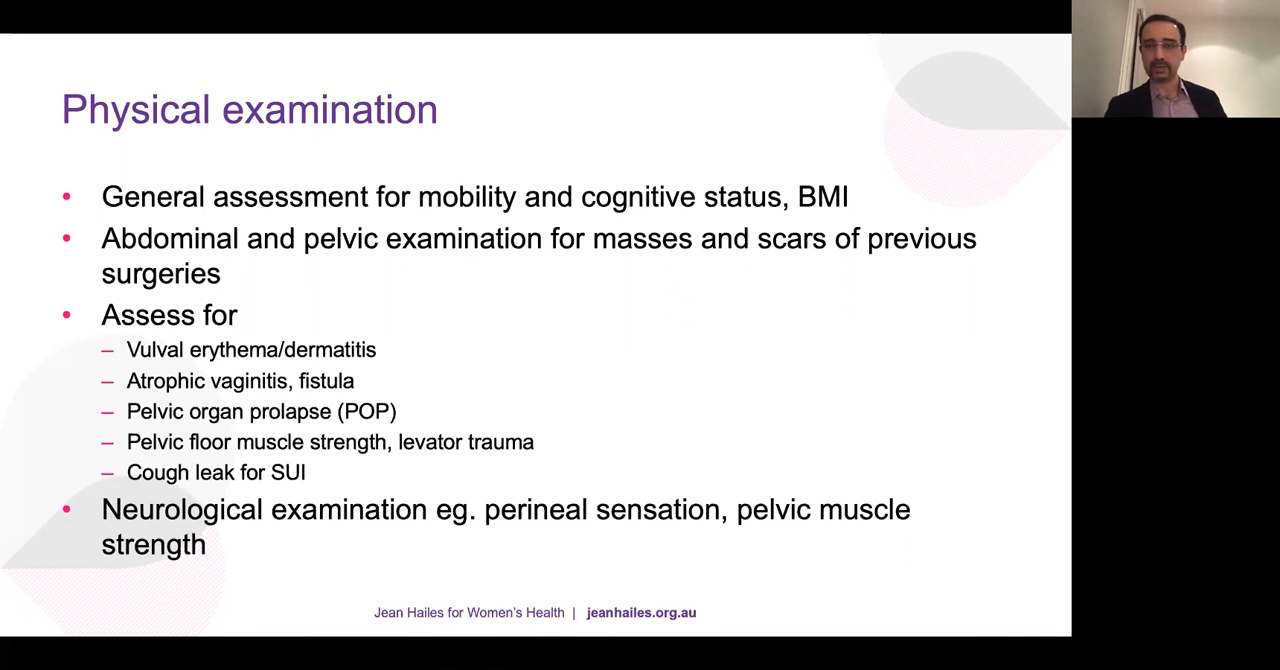 Physical examination
• General assessment for mobility and cognitive status, BMI
• Abdominal and pelvic examination for masses and scars of previous
surgeries
• Assess for
– Vulval erythema/dermatitis
– Atrophic vaginitis, fistula
– Pelvic organ prolapse (POP)
– Pelvic floor muscle strength, levator trauma
– Cough leak for SUI
• Neurological examination eg. perineal sensation, pelvic muscle
strength
Jean Hailes for Women's Health | jeanhailes.org.au